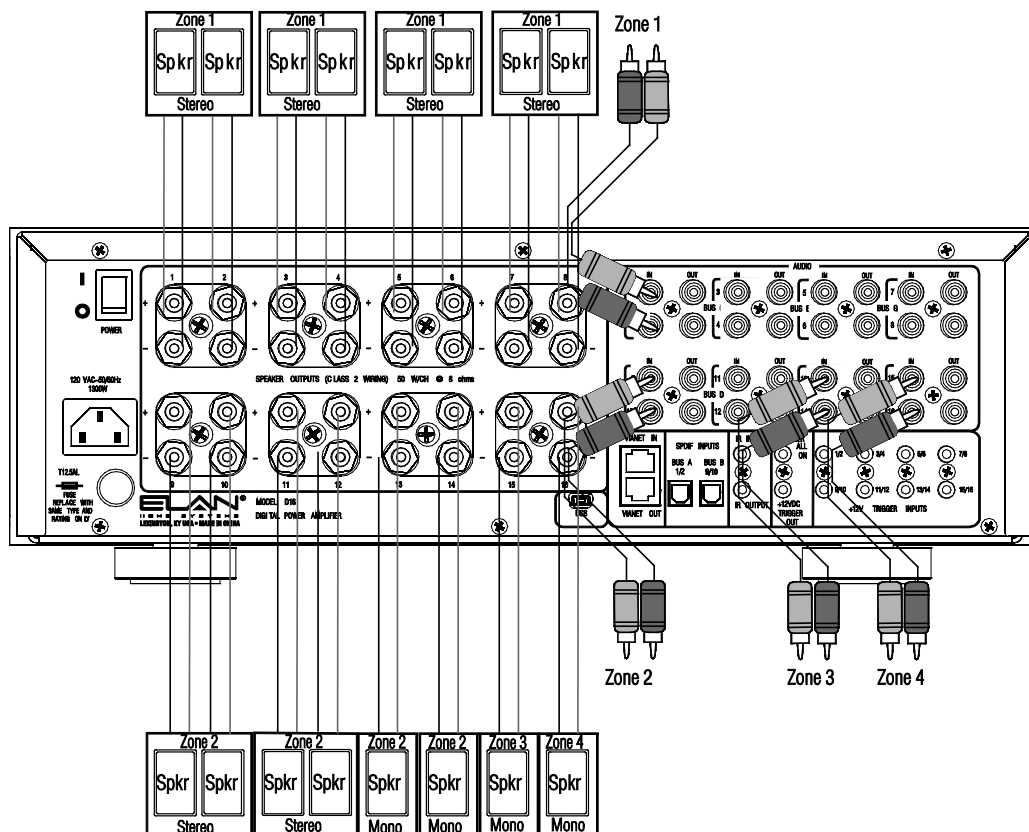 Zone 1 Zone 1 Zone 1 Zone 1 Zone 1
Spkr Spkr Spkr Spkr Spkr Spkr Spkr Spkr
Stereo Stereo Stereo Stereo
AUDIO
1 2 3 4 5 6 7 8
IN OUT IN OUT IN OUT IN OUT
+ + + +
3 5 7
POWER
BUS BUS E BUS G
4 6 8
- - - - -
IN OUT IN OUT IN OUT IN OUT
120 VAC~50/60Hz
1300W
SPEAKER OUTPUTS (CLASS 2 WIRING) 50 W/CH @ 8 ohms
11
BUS D
12
+ + + +
- - - -
VANET IN
SPDIF INPUTS
BUS A BUS B
1/2 9/10
ALL
ON
1/2 3/4 5/6 7/8
9/10 11/12 13/14 15/16
VANET OUT
IR OUTPUT
+12VDC
TRIGGER
OUT
+12V TRIGGER INPUTS
T12.5AL
FUSE
REPLACE WITH
SAME TYPE AND
RATING ONLY
9 10 11 12 13 14 15 16
ELAN®
HOME SYSTEMS
LEXINGTON, KY USA • MADE IN CHINA
MODEL D16
DIGITAL POWER AMPLIFIER
USB
Zone 2 Zone 3 Zone 4
Zone 2 Zone 2 Zone 2 Zone 2 Zone 3 Zone 4
Spkr Spkr Spkr Spkr Spkr Spkr Spkr Spkr
Stereo Stereo Mono Mono Mono Mono